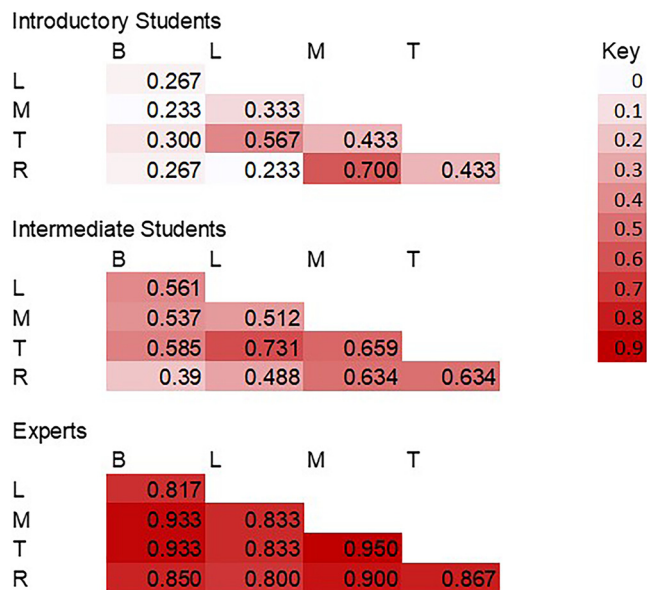 Introductory Students
B L M T Key
L 0.267 0
M 0.233 0.333 0.1
T 0.300 0.567 0.433 0.2
R 0.267 0.233 0.700 0.433 0.3
0.4
Intermediate Students 0.5
B L M T 0.6
L 0.561 0.7
M 0.537 0.512 0.8
T 0.585 0.731 0.659 0.9
R 0.39 0.488 0.634 0.634
Experts
B L M T
L 0.817
M 0.933 0.833
T 0.933 0.833 0.950
R 0.850 0.800 0.900 0.867